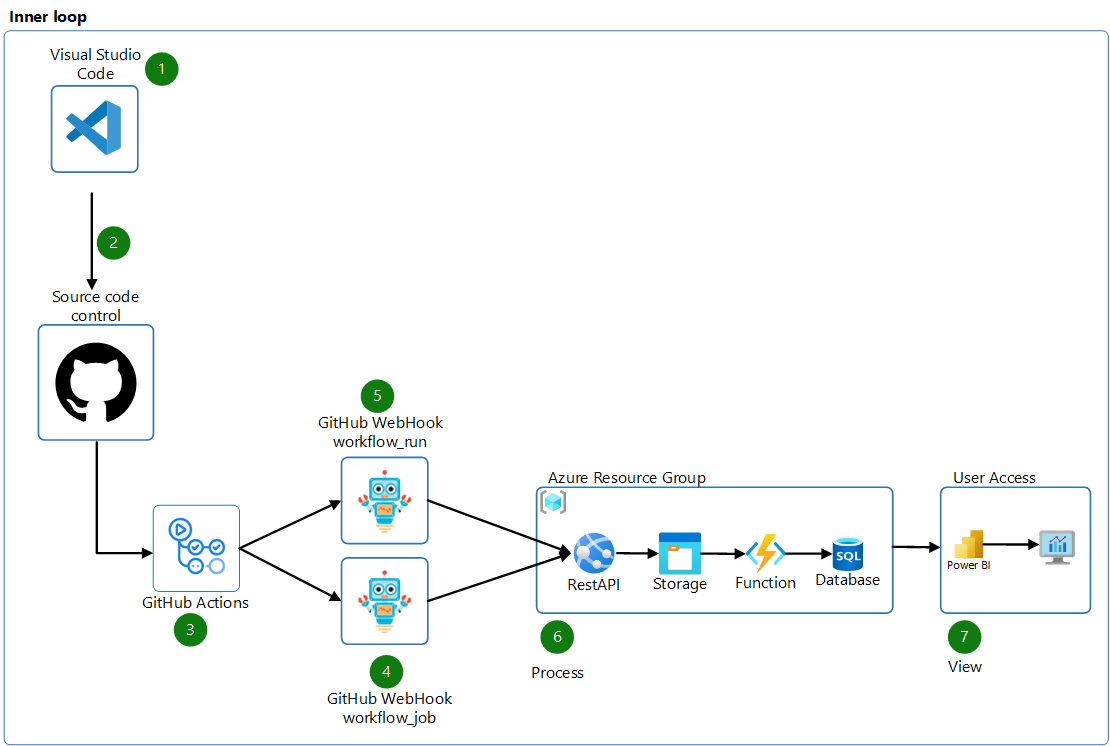 Inner loop
Visual Studio
Code
1
2
Source code
control
5
GitHub WebHook
workflow_run
GitHub Actions
3
4
GitHub WebHook
workflow_job
Azure Resource Group
RestAPI
Storage
Function
SQL
Database
6
Process
User Access
Power BI
7
View